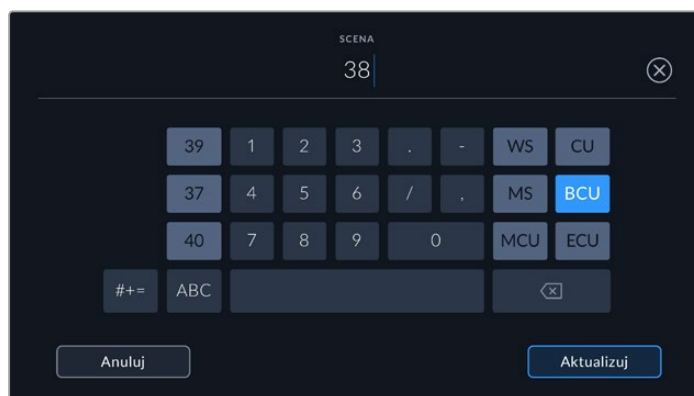 SCENA
38
39 1 2 3 . - WS CU
37 4 5 6 / , MS BCU
40 7 8 9 0 MCU ECU
#+= ABC
Anuluj Aktualizuj